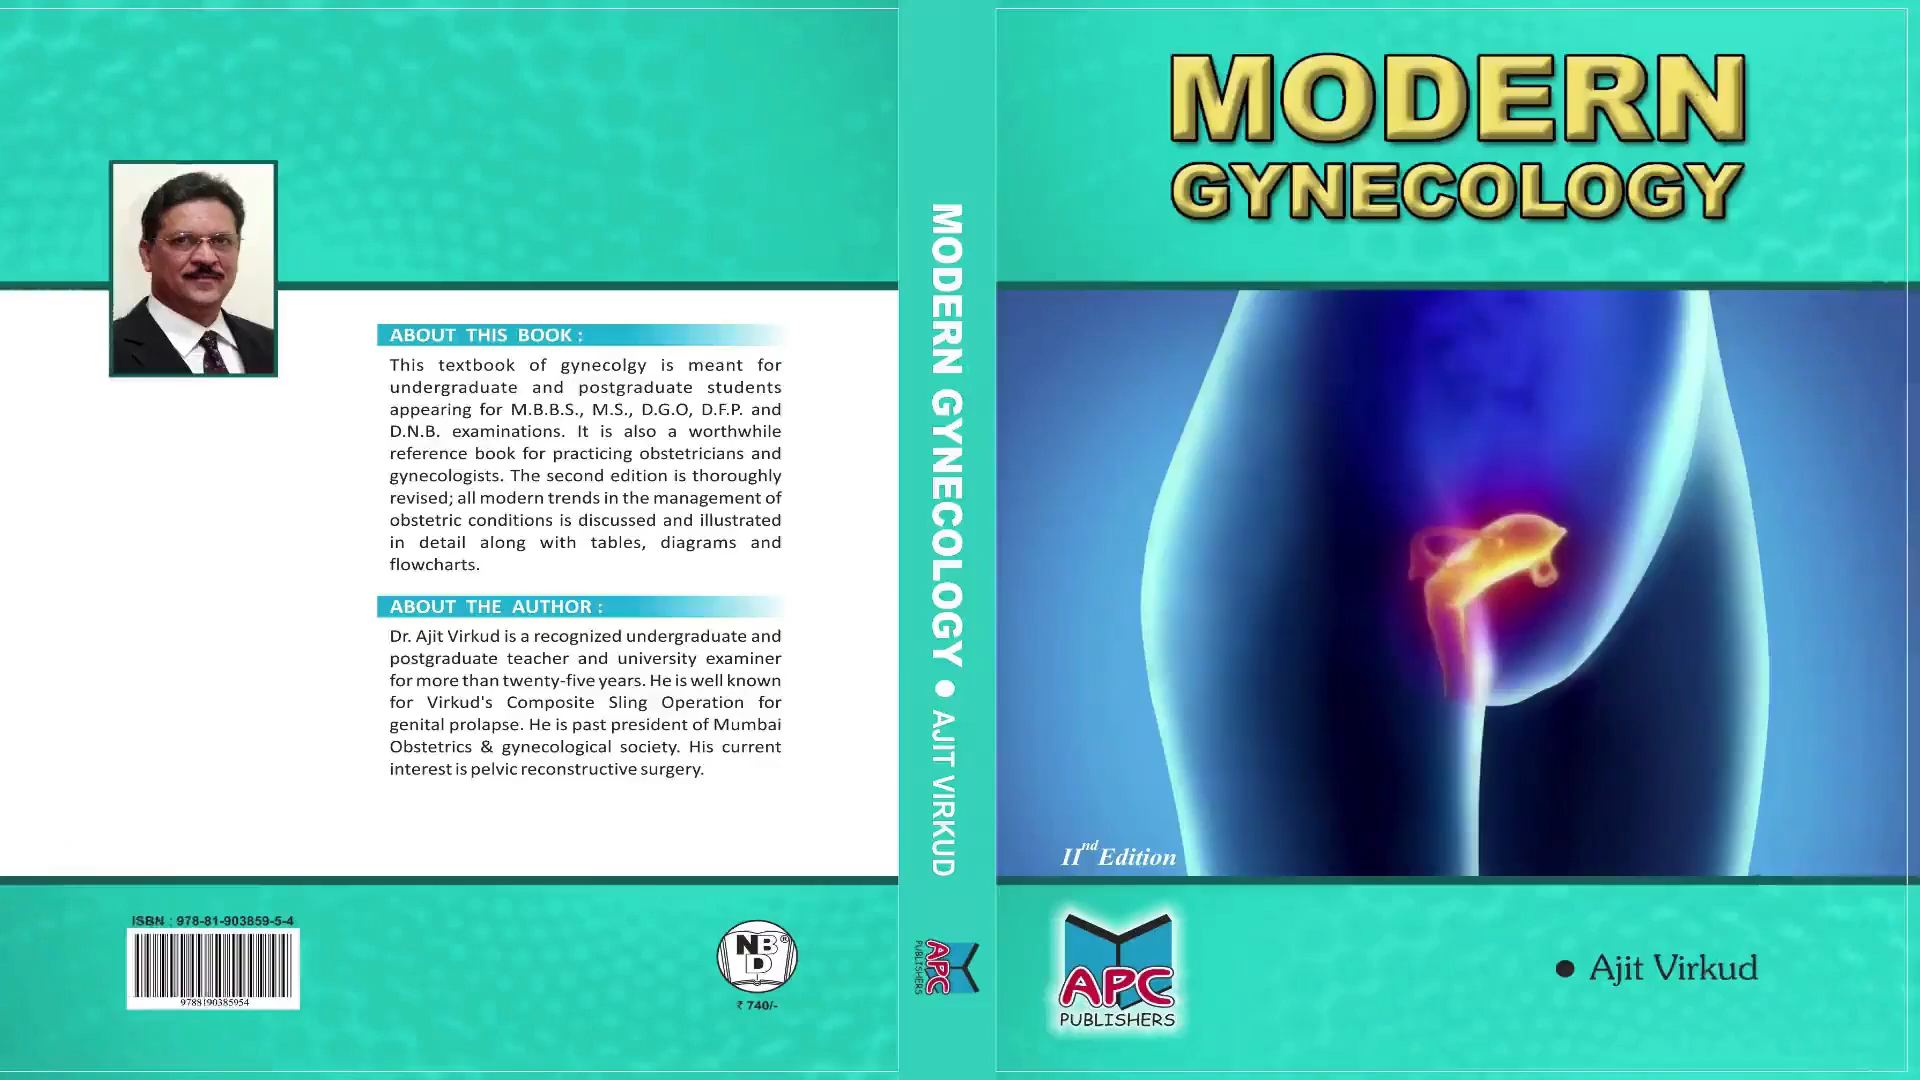 ABOUT THIS BOOK :
This textbook of gynecolgy is meant for
undergraduate and postgraduate students
appearing for M.B.B.S., M.S., D.G.O, D.F.P. and
D.N.B. examinations. It is also a worthwhile
reference book for practicing obstetricians and
gynecologists. The second edition is thoroughly
revised; all modern trends in the management of
obstetric conditions is discussed and illustrated
in detail along with tables, diagrams and
flowcharts.
ABOUT THE AUTHOR :
Dr. Ajit Virkud is a recognized undergraduate and
postgraduate teacher and university examiner
for more than twenty-five years. He is well known
for Virkud's Composite Sling Operation for
genital prolapse. He is past president of Mumbai
Obstetrics & gynecological society. His current
interest is pelvic reconstructive surgery.
ISBN : 978-81-903859-5-4
9788190385954
NBD®
₹ 740/-
MODERN GYNECOLOGY ● AJIT VIRKUD
APC
PUBLISHERS
MODERN
GYNECOLOGY
IInd Edition
APC
PUBLISHERS
● Ajit Virkud